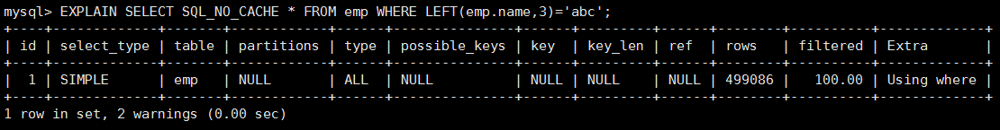 mysql> EXPLAIN SELECT SQL_NO_CACHE * FROM emp WHERE LEFT(emp.name,3)='abc';
+----+-------------+-------+------------+------+---------------+------+---------+------+--------+----------+-------------+
| id | select_type | table | partitions | type | possible_keys | key  | key_len | ref  | rows   | filtered | Extra       |
+----+-------------+-------+------------+------+---------------+------+---------+------+--------+----------+-------------+
|  1 | SIMPLE      | emp   | NULL       | ALL  | NULL          | NULL | NULL    | NULL | 499086 |   100.00 | Using where |
+----+-------------+-------+------------+------+---------------+------+---------+------+--------+----------+-------------+
1 row in set, 2 warnings (0.00 sec)